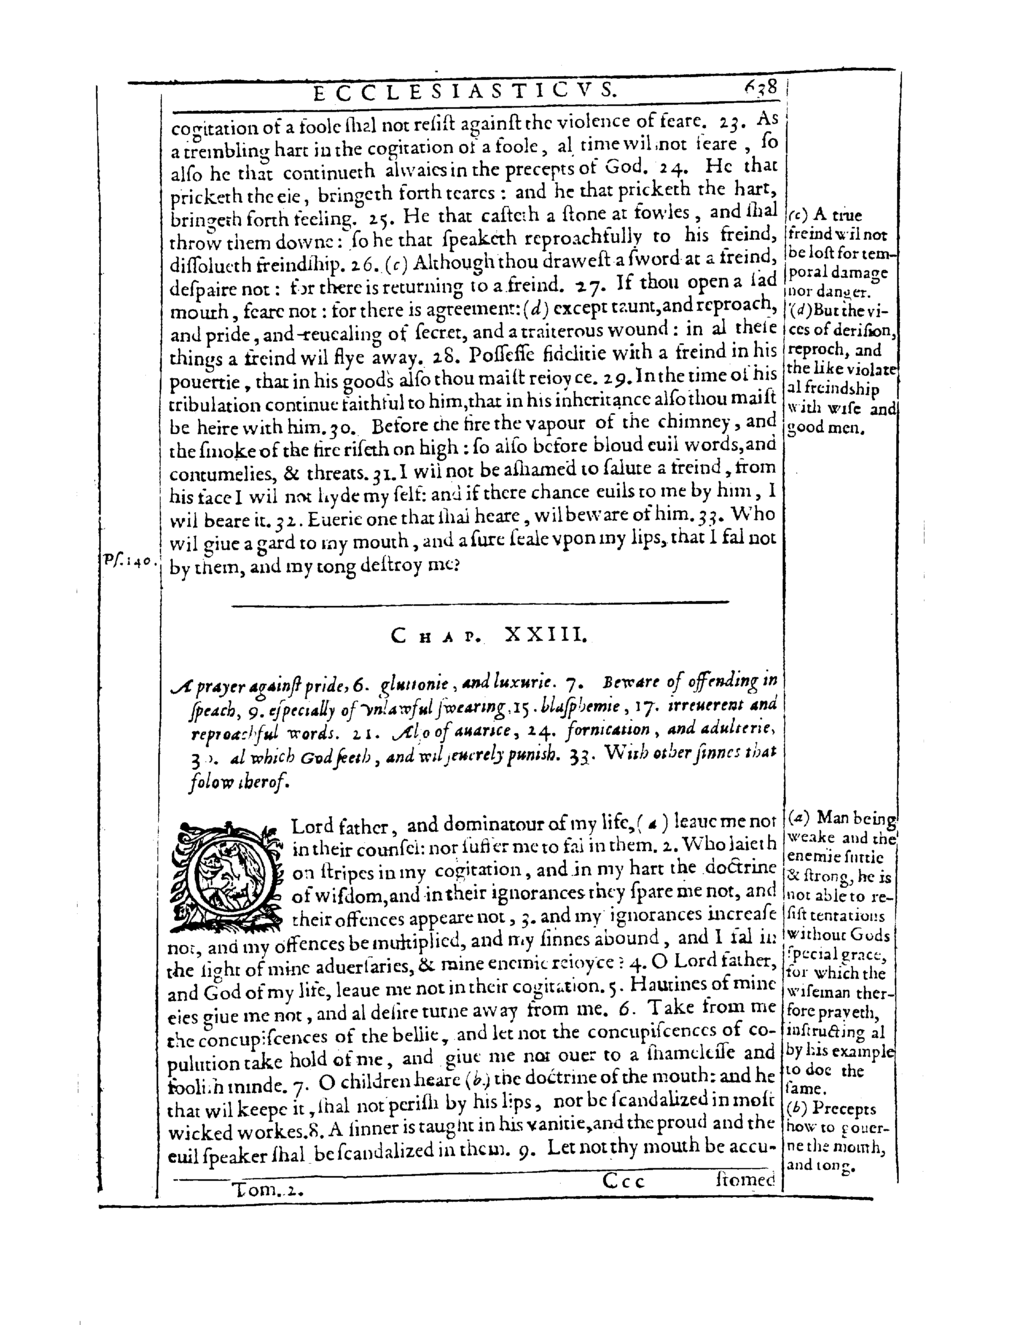 ECCLESIASTICVS. 638
cogitation of a foole ſhal not reſiſt againſt the violence of feare. 23. As
a trembling hart in the cogitation of a foole, al time wil not feare, ſo
alſo he that continueth alwaies in the precepts of God. 24. He that
pricketh the eie, bringeth forth teares: and he that pricketh the hart,
bringeth forth feeling. 25. He that caſteth a ſtone at fowles, and ſhal
throw them downe: ſo he that ſpeaketh reproachfully to his freind,
diſſolueth freindſhip. 26. (c) Although thou draweſt a ſword at a freind,
deſpaire not: for there is returning to a freind. 27. If thou open a ſad
mouth, feare not: for there is agreement: (d) except taunt, and reproach,
and pride, and reuealing of ſecret, and a traiterous wound: in al theſe
things a freind wil flye away. 28. Poſſeſſe fidelitie with a freind in his
pouertie, that in his goods alſo thou maiſt reioyce. 29. In the time of his
tribulation continue faithful to him, that in his inheritance alſo thou maiſt
be heire with him. 30. Before the fire the vapour of the chimney, and
the ſmoke of the fire riſeth on high: ſo alſo before bloud euil words, and
contumelies, & threats. 31. I wil not be aſhamed to ſalute a freind, from
his face I wil not hyde my ſelf: and if there chance euils to me by him, I
wil beare it. 32. Euerie one that ſhal heare, wil beware of him. 33. Who
wil giue a gard to my mouth, and a ſure ſeale vpon my lips, that I fal not
by them, and my tong deſtroy me?
(c) A true
freind wil not
be loſt for tem-
poral damage
nor danger.
(d) But the vi-
ces of deriſion,
reproch, and
the like violate
al freindſhip
with wiſe and
good men.
Pſ. 140.
CHAP. XXIII.
A prayer againſt pride, 6. gluttonie, and luxurie. 7. Beware of offending in
ſpeach, 9. eſpecially of vnlawful ſwearing, 15. blaſphemie, 17. irreuerent and
reproachful words. 21. Alſo of auarice, 24. fornication, and adulterie,
30. al which God ſeeth, and wil ſeuerely punish. 33. With other ſinnes that
folow therof.
O Lord father, and dominatour of my life, (a) leaue me not
in their counſel: nor ſuffer me to fal in them. 2. Who laieth
on ſtripes in my cogitation, and in my hart the doctrine
of wiſdom, and in their ignorances they ſpare me not, and
their offences appeare not, 3. and my ignorances increaſe
not, and my offences be multiplied, and my ſinnes abound, and I fal in
the ſight of mine aduerſaries, & mine enemie reioyce? 4. O Lord father,
and God of my life, leaue me not in their cogitation. 5. Hautines of mine
eies giue me not, and al deſire turne away from me. 6. Take from me
the concupiſcences of the bellie, and let not the concupiſcences of co-
pulution take hold of me, and giue me not ouer to a ſhameleſſe and
fooliſh minde. 7. O children heare (b) the doctrine of the mouth: and he
that wil keepe it, ſhal not periſh by his lips, nor be ſcandalized in moſt
wicked workes. 8. A ſinner is taught in his vanitie, and the proud and the
euil ſpeaker ſhal be ſcandalized in them. 9. Let not thy mouth be accu-
(a) Man being
weake and the
enemie ſuttle
& ſtrong, he is
not able to re-
ſiſt tentations
without Gods
ſpecial grace,
for which the
wiſeman ther-
fore prayeth,
inſtructing al
by his example
to doe the
ſame.
(b) Precepts
how to gouer-
ne the mouth,
and tong.
Tom. 2. Ccc ſtomed